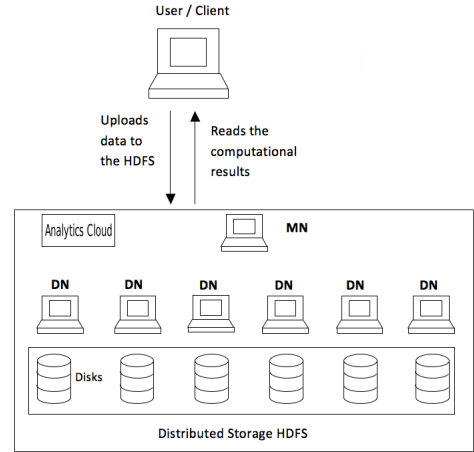 User / Client
Uploads
data to
the HDFS
Reads the
computational
results
Analytics Cloud
MN
DN DN DN DN DN DN
Disks
Distributed Storage HDFS